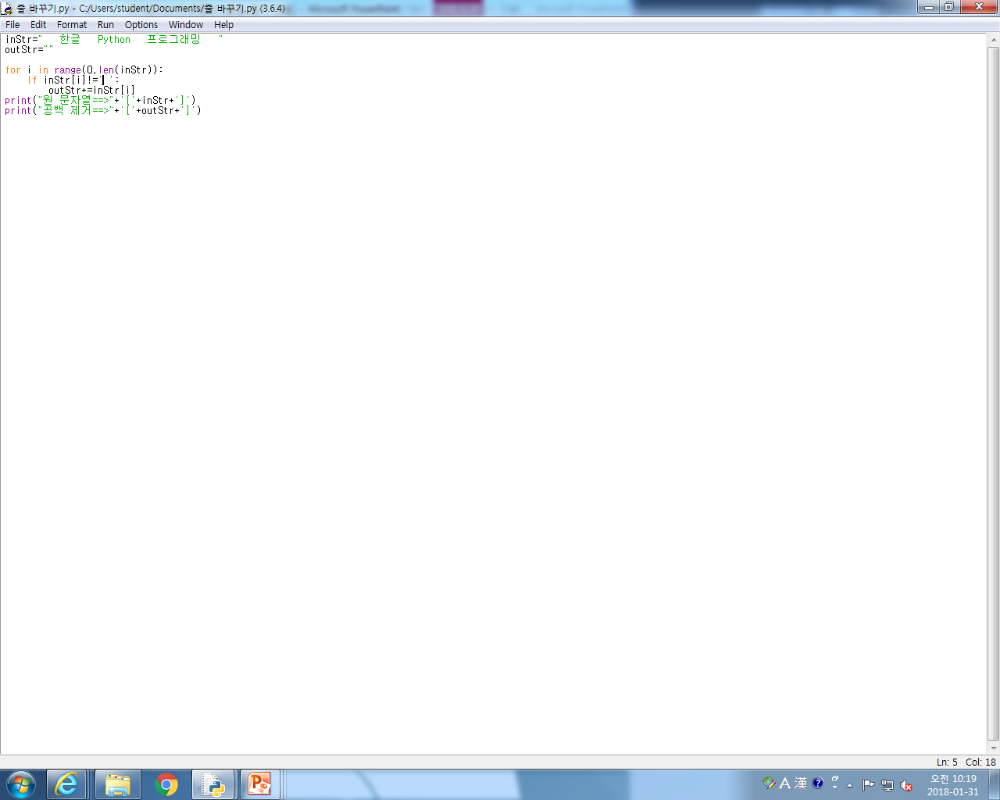 줄 바꾸기.py - C:/Users/student/Documents/줄 바꾸기.py (3.6.4)
File Edit Format Run Options Window Help
inStr="   한글   Python   프로그래밍   "
outStr=""
for i in range(0,len(inStr)):
    if inStr[i]!=' ':
        outStr+=inStr[i]
print("원 문자열==>"+'['+inStr+']')
print("공백 제거==>"+'['+outStr+']')
Ln: 5 Col: 18
A 漢
오전 10:19
2018-01-31